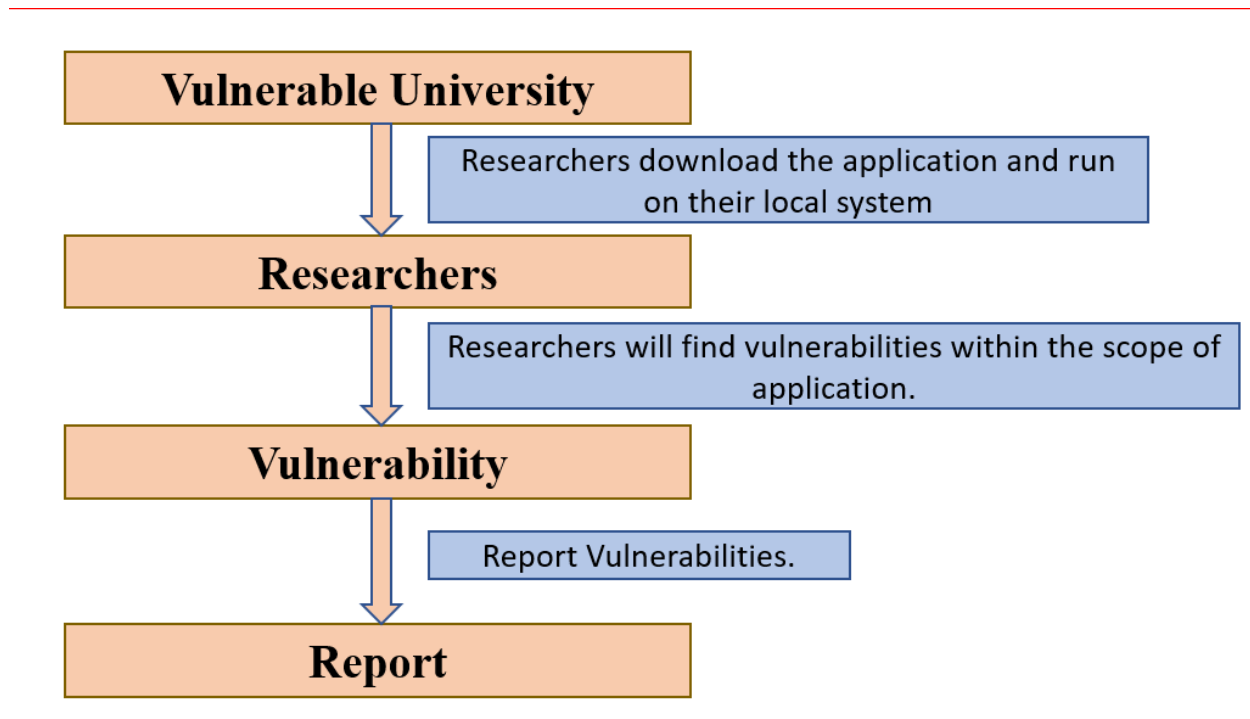 Vulnerable University
Researchers download the application and run
on their local system
Researchers
Researchers will find vulnerabilities within the scope of
application.
Vulnerability
Report Vulnerabilities.
Report